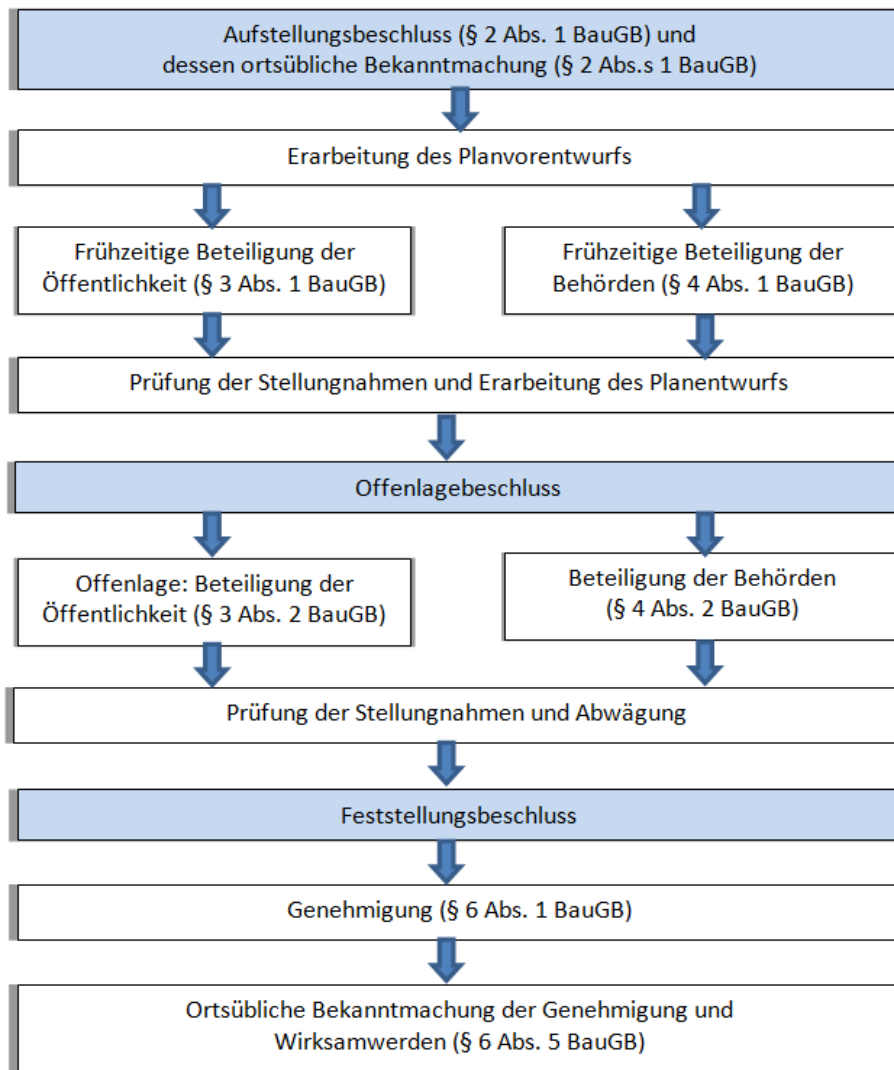 Aufstellungsbeschluss (§ 2 Abs. 1 BauGB) und
dessen ortsübliche Bekanntmachung (§ 2 Abs.s 1 BauGB)
Erarbeitung des Planvorentwurfs
Frühzeitige Beteiligung der
Öffentlichkeit (§ 3 Abs. 1 BauGB)
Frühzeitige Beteiligung der
Behörden (§ 4 Abs. 1 BauGB)
Prüfung der Stellungnahmen und Erarbeitung des Planentwurfs
Offenlagebeschluss
Offenlage: Beteiligung der
Öffentlichkeit (§ 3 Abs. 2 BauGB)
Beteiligung der Behörden
(§ 4 Abs. 2 BauGB)
Prüfung der Stellungnahmen und Abwägung
Feststellungsbeschluss
Genehmigung (§ 6 Abs. 1 BauGB)
Ortsübliche Bekanntmachung der Genehmigung und
Wirksamwerden (§ 6 Abs. 5 BauGB)